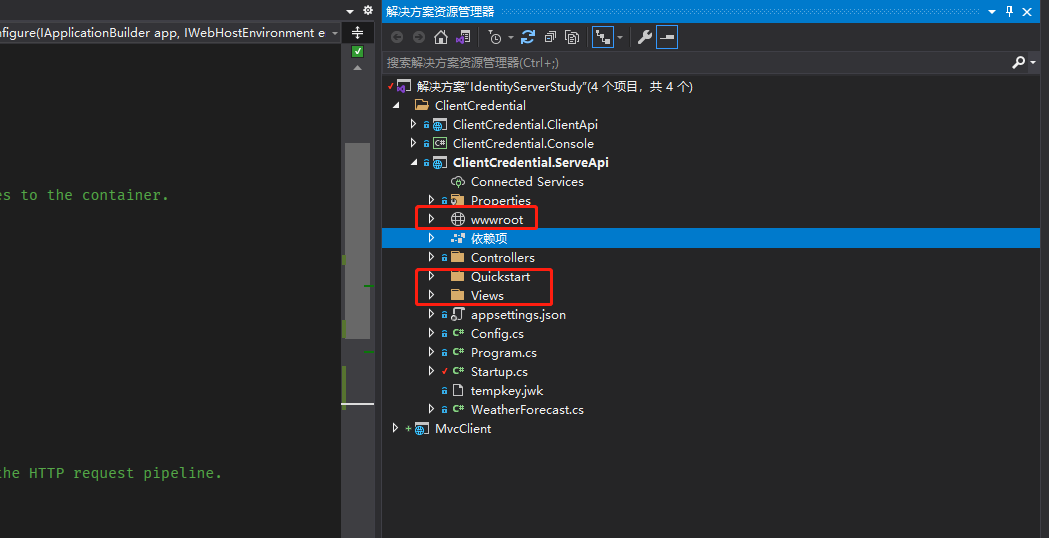 解决方案资源管理器
nfigure(IApplicationBuilder app, IWebHostEnvironment e
搜索解决方案资源管理器(Ctrl+;)
解决方案"IdentityServerStudy"(4 个项目，共 4 个)
ClientCredential
ClientCredential.ClientApi
C# ClientCredential.Console
ClientCredential.ServeApi
Connected Services
es to the container.
Properties
wwwroot
依赖项
Controllers
Quickstart
Views
appsettings.json
C# Config.cs
C# Program.cs
C# Startup.cs
tempkey.jwk
C# WeatherForecast.cs
MvcClient
the HTTP request pipeline.